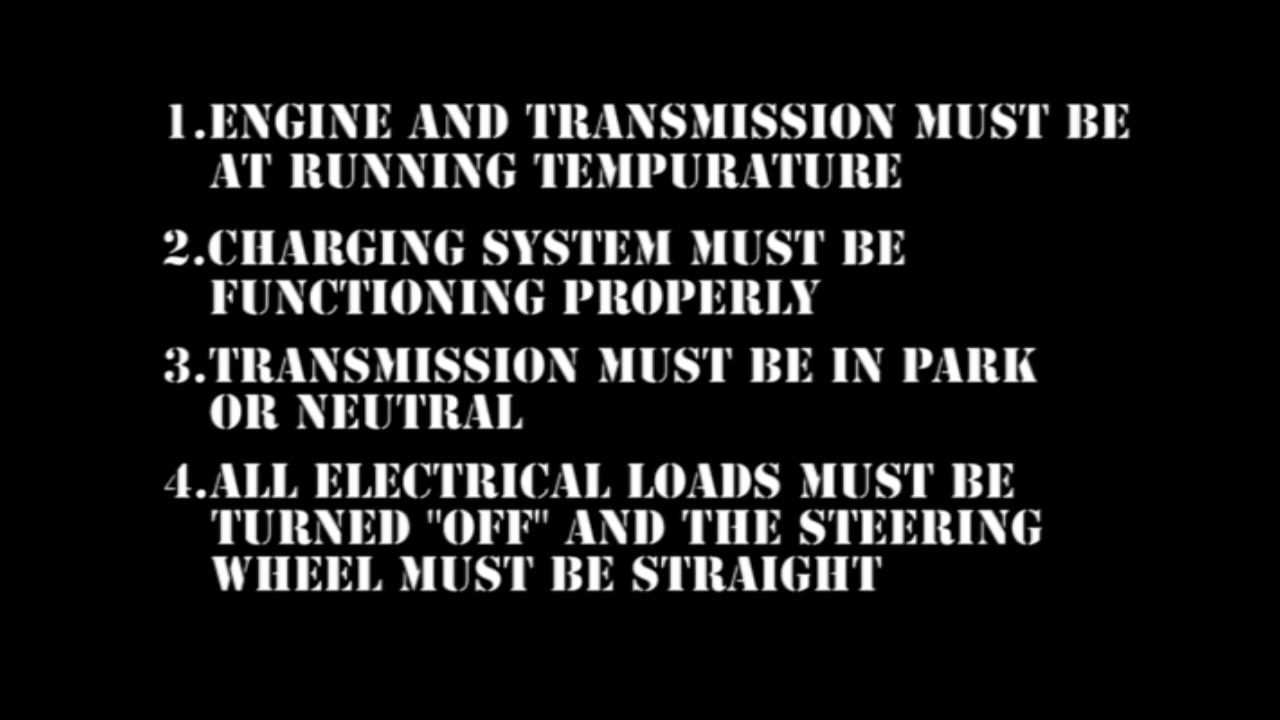 1.ENGINE AND TRANSMISSION MUST BE
AT RUNNING TEMPURATURE
2.CHARGING SYSTEM MUST BE
FUNCTIONING PROPERLY
3.TRANSMISSION MUST BE IN PARK
OR NEUTRAL
4.ALL ELECTRICAL LOADS MUST BE
TURNED "OFF" AND THE STEERING
WHEEL MUST BE STRAIGHT